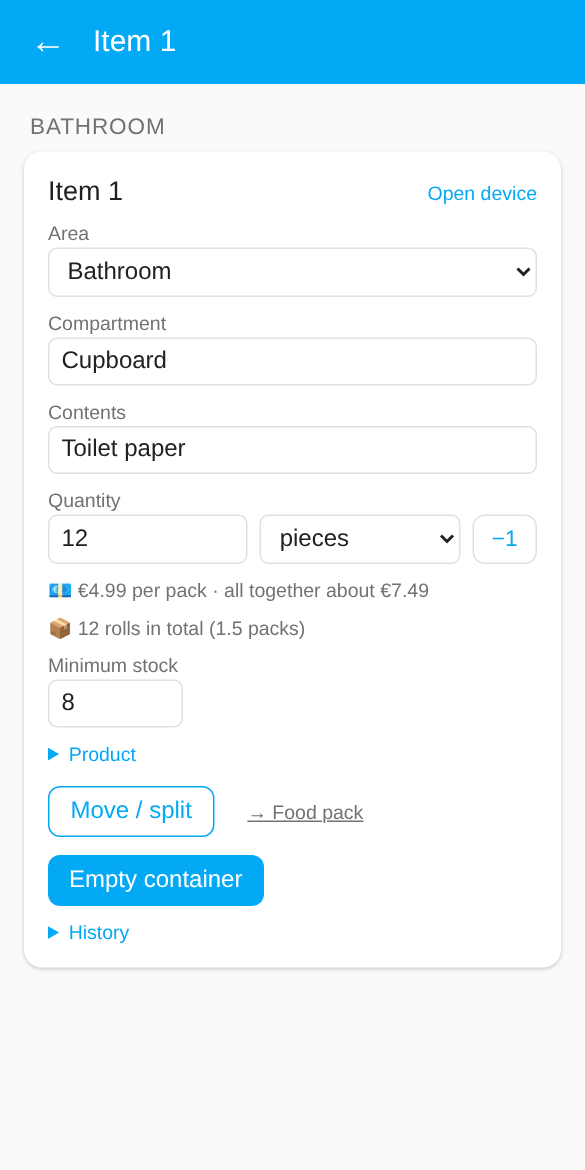 ← Item 1
BATHROOM
Item 1 Open device
Area
Bathroom
Compartment
Cupboard
Contents
Toilet paper
Quantity
12 pieces −1
💶 €4.99 per pack · all together about €7.49
📦 12 rolls in total (1.5 packs)
Minimum stock
8
▶ Product
Move / split → Food pack
Empty container
▶ History